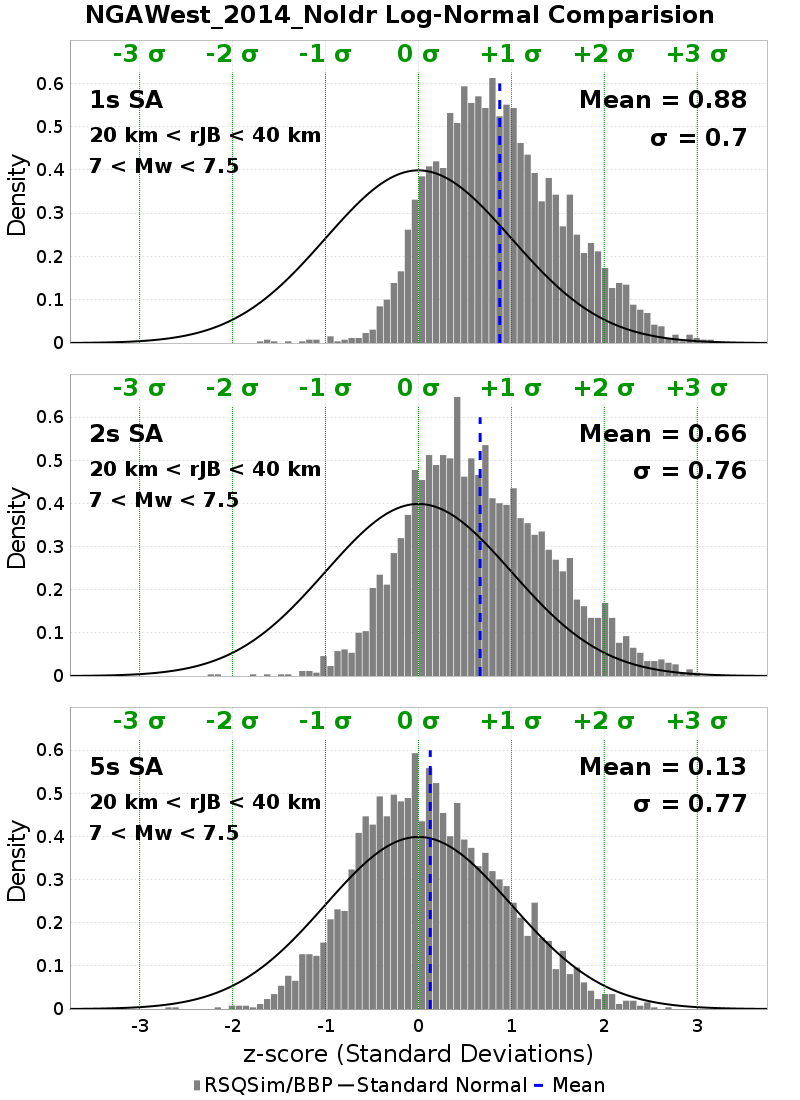 NGAWest_2014_NoIdr Log-Normal Comparision
-3 σ -2 σ -1 σ 0 σ +1 σ +2 σ +3 σ
0.6
1s SA
Mean = 0.88
0.5
20 km < rJB < 40 km
σ = 0.7
0.4
7 < Mw < 7.5
Density
0.3
0.2
0.1
0
-3 σ -2 σ -1 σ 0 σ +1 σ +2 σ +3 σ
0.6
2s SA
Mean = 0.66
0.5
20 km < rJB < 40 km
σ = 0.76
0.4
7 < Mw < 7.5
Density
0.3
0.2
0.1
0
-3 σ -2 σ -1 σ 0 σ +1 σ +2 σ +3 σ
0.6
5s SA
Mean = 0.13
0.5
20 km < rJB < 40 km
σ = 0.77
0.4
7 < Mw < 7.5
Density
0.3
0.2
0.1
0
-3 -2 -1 0 1 2 3
z-score (Standard Deviations)
RSQSim/BBP Standard Normal Mean